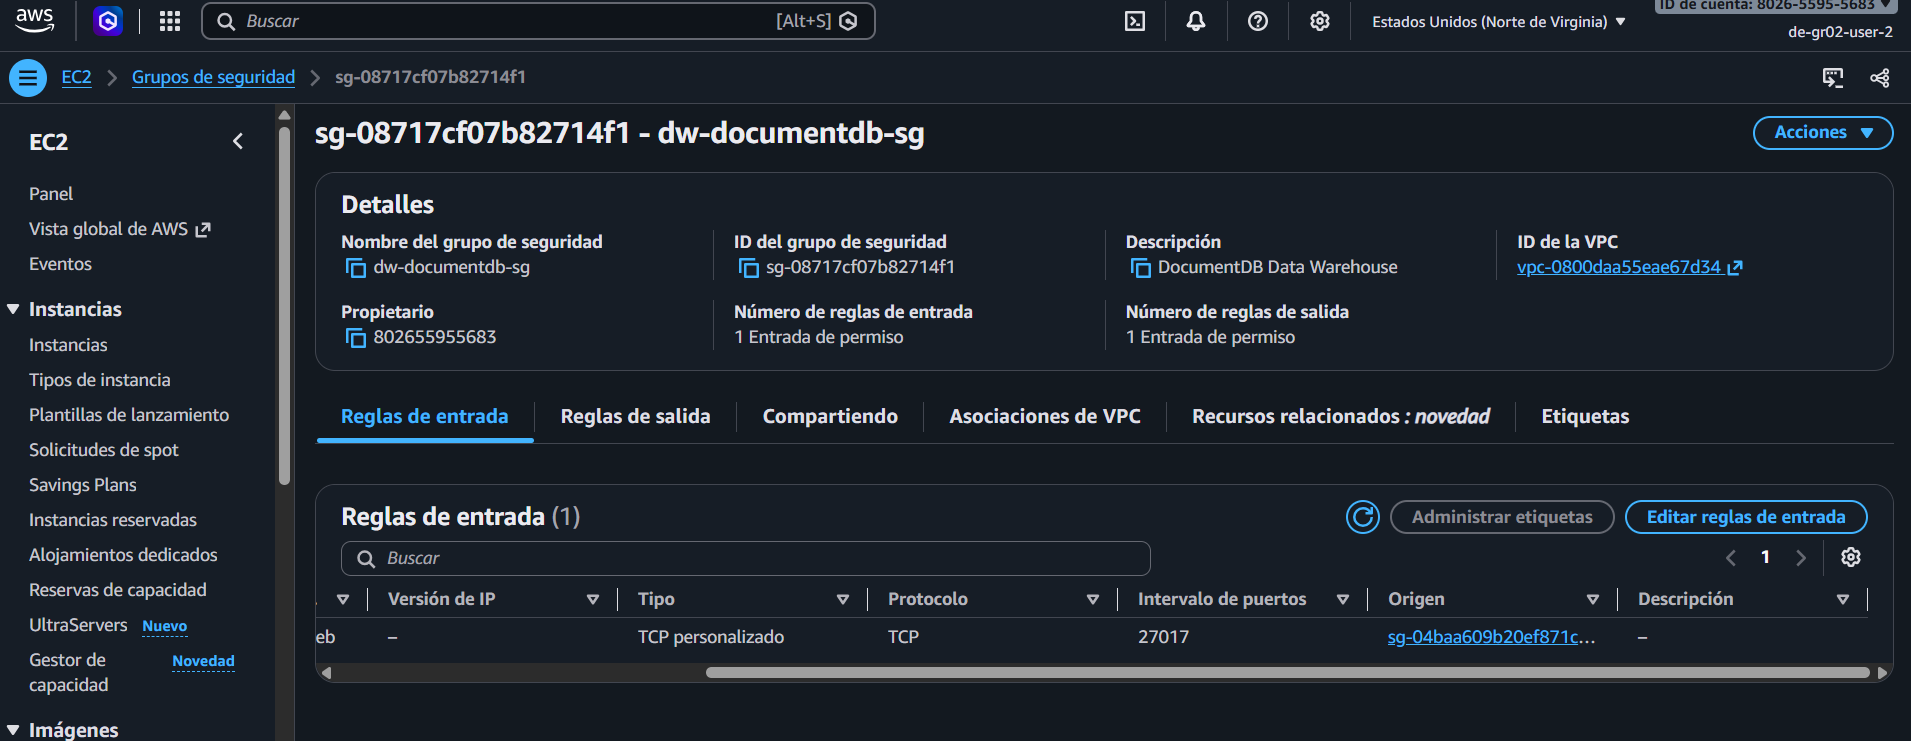 aws
Buscar [Alt+S]
Estados Unidos (Norte de Virginia)
ID de cuenta: 8026-5595-5683
de-gr02-user-2
EC2 Grupos de seguridad sg-08717cf07b82714f1
EC2
Panel
Vista global de AWS
Eventos
Instancias
Instancias
Tipos de instancia
Plantillas de lanzamiento
Solicitudes de spot
Savings Plans
Instancias reservadas
Alojamientos dedicados
Reservas de capacidad
UltraServers Nuevo
Gestor de Novedad
capacidad
Imágenes
sg-08717cf07b82714f1 - dw-documentdb-sg
Acciones
Detalles
Nombre del grupo de seguridad
dw-documentdb-sg
ID del grupo de seguridad
sg-08717cf07b82714f1
Descripción
DocumentDB Data Warehouse
ID de la VPC
vpc-0800daa55eae67d34
Propietario
802655955683
Número de reglas de entrada
1 Entrada de permiso
Número de reglas de salida
1 Entrada de permiso
Reglas de entrada Reglas de salida Compartiendo Asociaciones de VPC Recursos relacionados : novedad Etiquetas
Reglas de entrada (1)
Administrar etiquetas
Editar reglas de entrada
Buscar
1
Versión de IP Tipo Protocolo Intervalo de puertos Origen Descripción
eb – TCP personalizado TCP 27017 sg-04baa609b20ef871c... –